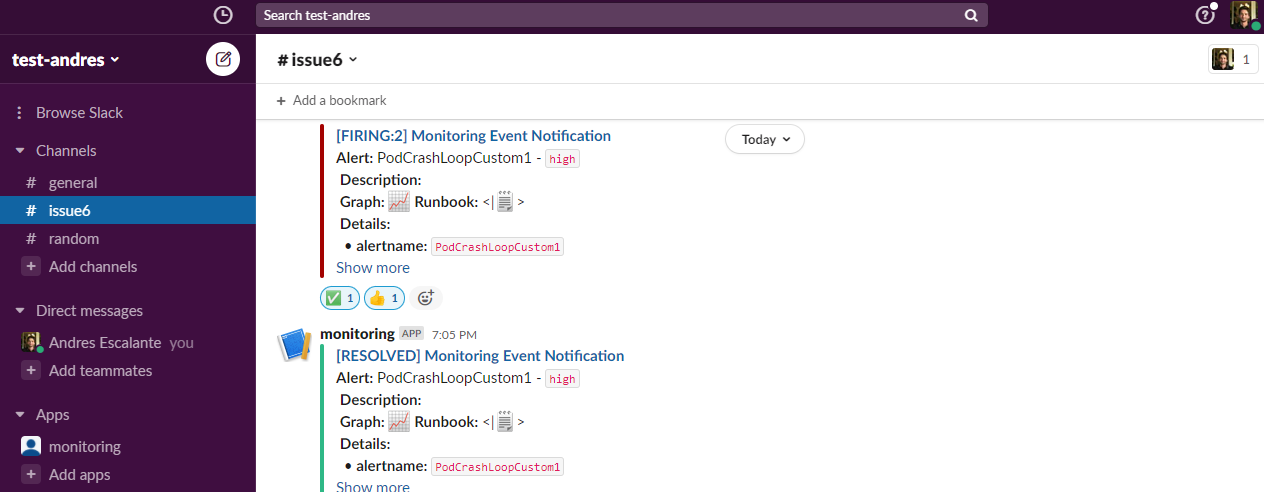 Search test-andres
test-andres
Browse Slack
Channels
# general
# issue6
# random
+ Add channels
Direct messages
Andres Escalante you
+ Add teammates
Apps
monitoring
+ Add apps
# issue6
1
+ Add a bookmark
Today
[FIRING:2] Monitoring Event Notification
Alert: PodCrashLoopCustom1 - high
Description:
Graph: 📈 Runbook: <|🗒️ >
Details:
• alertname: PodCrashLoopCustom1
Show more
✅ 1 👍 1
monitoring APP 7:05 PM
[RESOLVED] Monitoring Event Notification
Alert: PodCrashLoopCustom1 - high
Description:
Graph: 📈 Runbook: <|🗒️ >
Details:
• alertname: PodCrashLoopCustom1
Show more